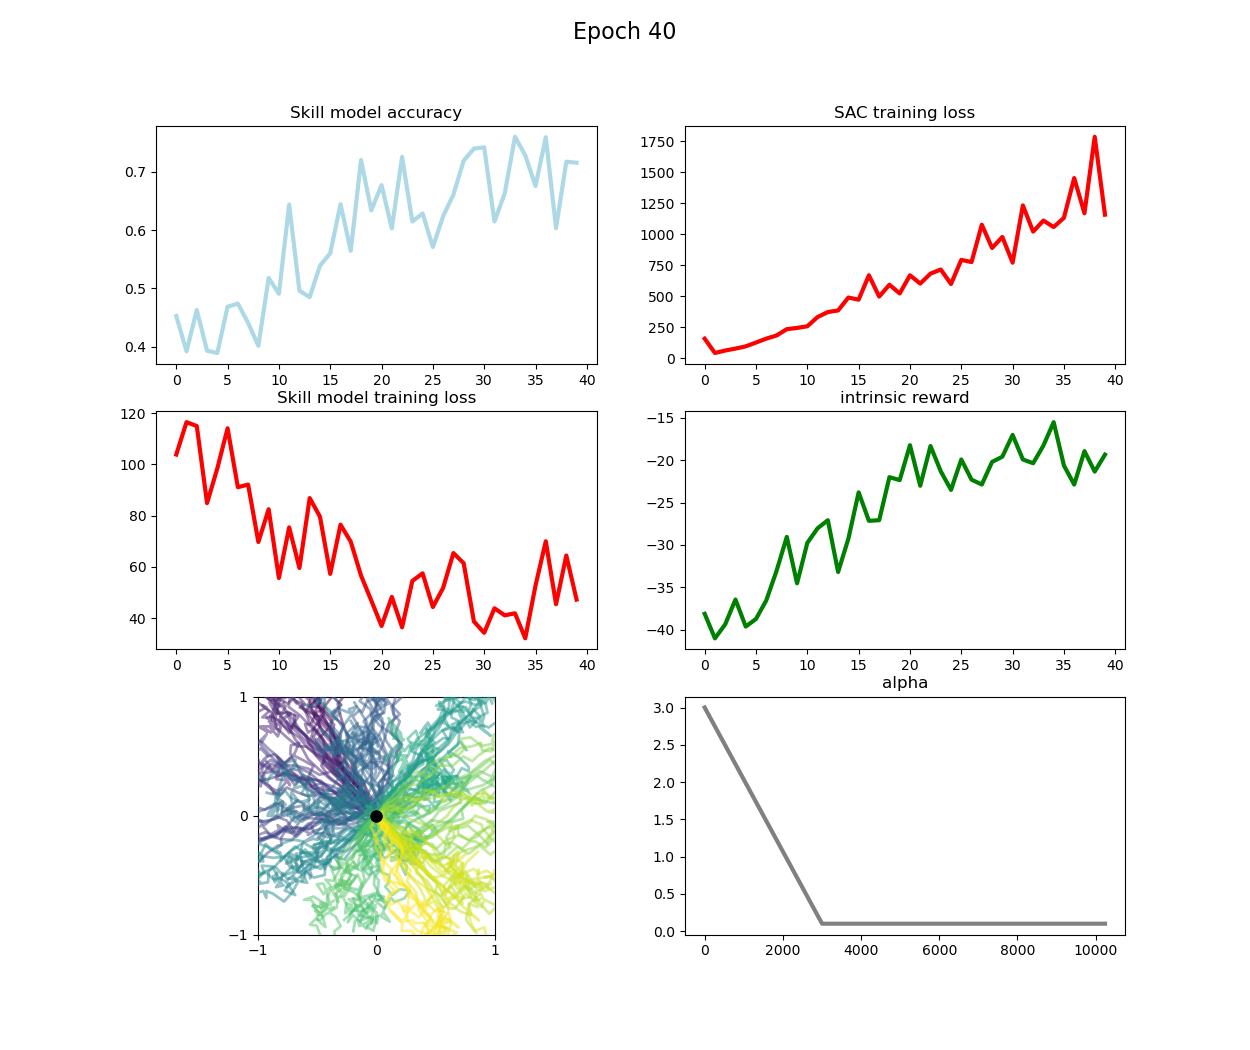 Epoch 40
Skill model accuracy
0.7
0.6
0.5
0.4
0 5 10 15 20 25 30 35 40
SAC training loss
1750
1500
1250
1000
750
500
250
0
0 5 10 15 20 25 30 35 40
Skill model training loss
120
100
80
60
40
0 5 10 15 20 25 30 35 40
intrinsic reward
−15
−20
−25
−30
−35
−40
0 5 10 15 20 25 30 35 40
1
0
−1
−1 0 1
alpha
3.0
2.5
2.0
1.5
1.0
0.5
0.0
0 2000 4000 6000 8000 10000